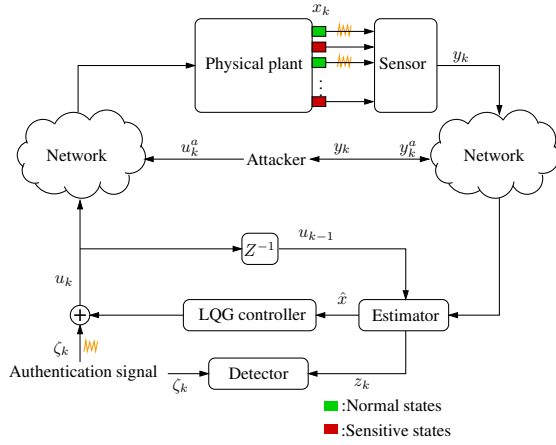 x_k
Physical plant
Sensor
y_k
Network
u_k^a
Attacker
y_k
y_k^a
Network
Z^{-1}
u_{k-1}
u_k
LQG controller
x̂
Estimator
ζ_k
Authentication signal
ζ_k
Detector
z_k
:Normal states
:Sensitive states